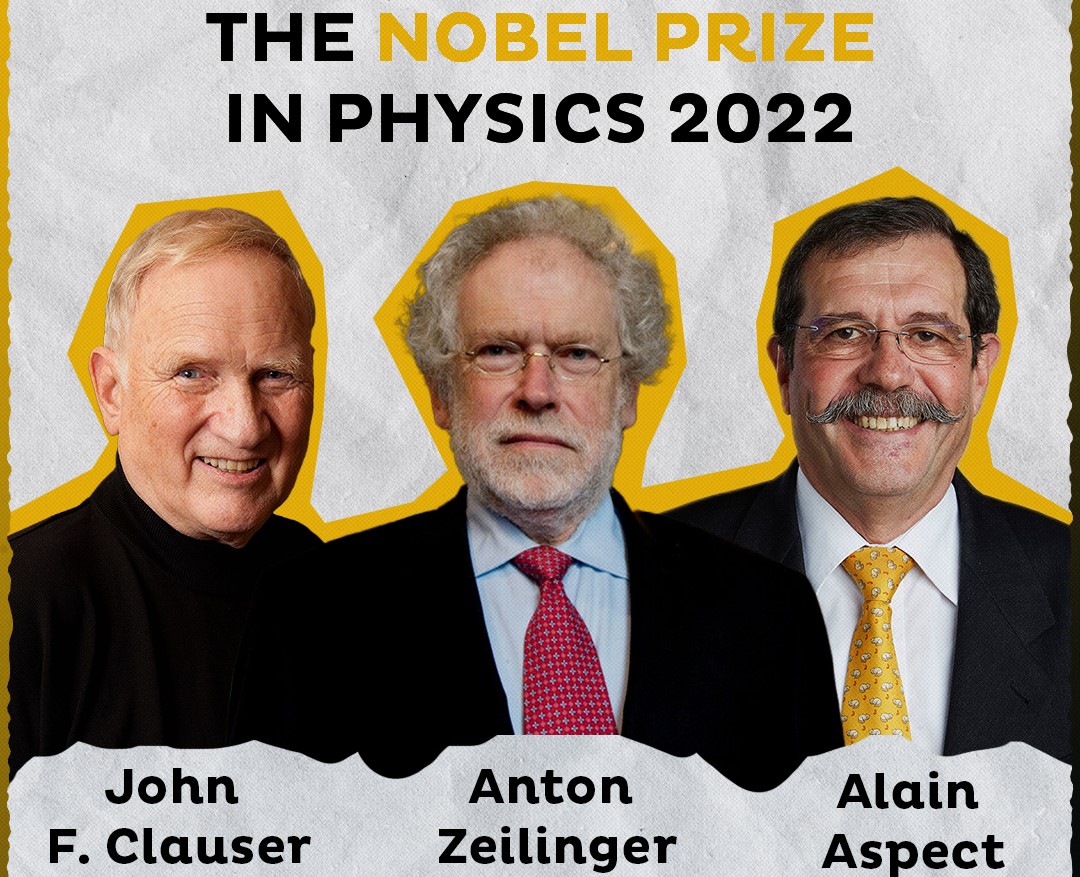 THE NOBEL PRIZE
IN PHYSICS 2022
John
F. Clauser
Anton
Zeilinger
Alain
Aspect